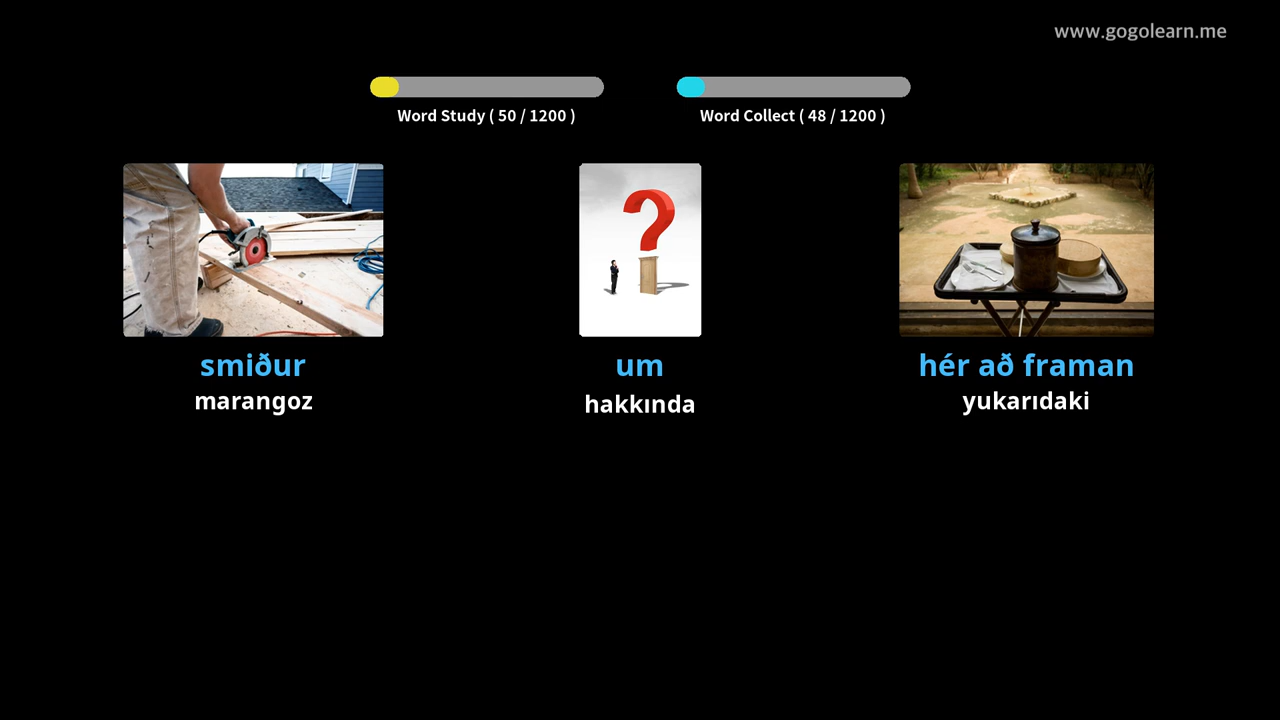 www.gogolearn.me
Word Study ( 50 / 1200 )
Word Collect ( 48 / 1200 )
smiður
marangoz
um
hakkında
hér að framan
yukarıdaki